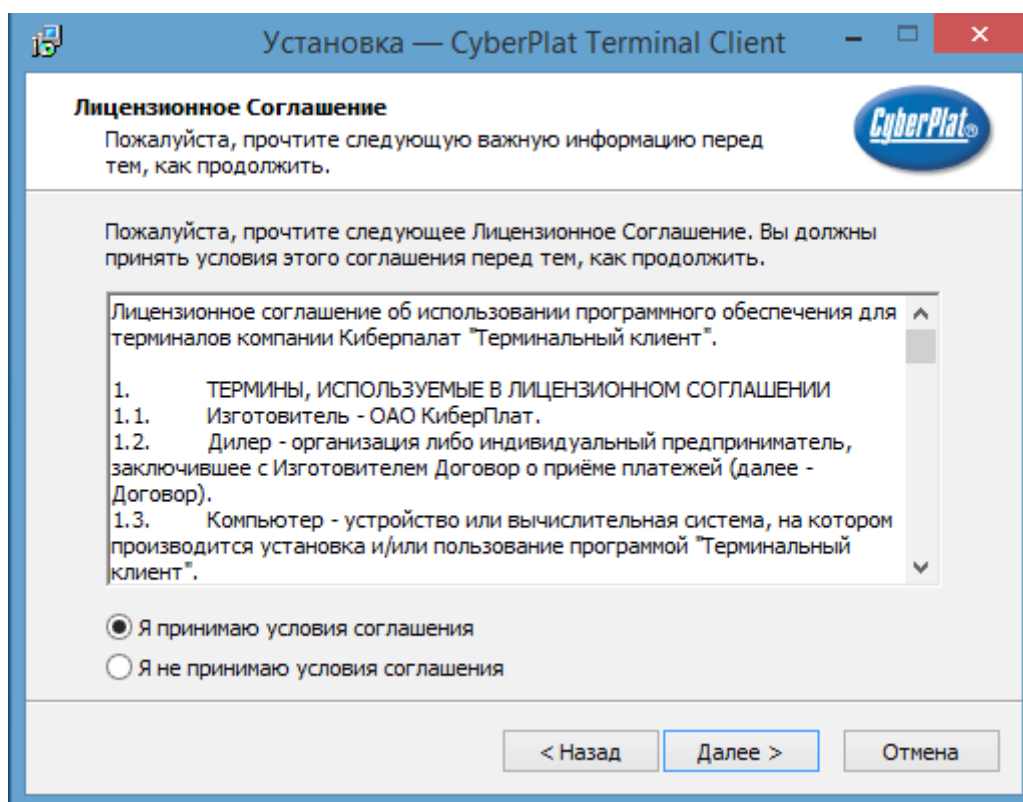 Установка — CyberPlat Terminal Client
Лицензионное Соглашение
Пожалуйста, прочтите следующую важную информацию перед
тем, как продолжить.
CyberPlat®
Пожалуйста, прочтите следующее Лицензионное Соглашение. Вы должны
принять условия этого соглашения перед тем, как продолжить.
Лицензионное соглашение об использовании программного обеспечения для
терминалов компании Киберпалат "Терминальный клиент".
1. ТЕРМИНЫ, ИСПОЛЬЗУЕМЫЕ В ЛИЦЕНЗИОННОМ СОГЛАШЕНИИ
1.1. Изготовитель - ОАО КиберПлат.
1.2. Дилер - организация либо индивидуальный предприниматель,
заключившее с Изготовителем Договор о приёме платежей (далее -
Договор).
1.3. Компьютер - устройство или вычислительная система, на котором
производится установка и/или пользование программой "Терминальный
клиент".
Я принимаю условия соглашения
Я не принимаю условия соглашения
< Назад
Далее >
Отмена